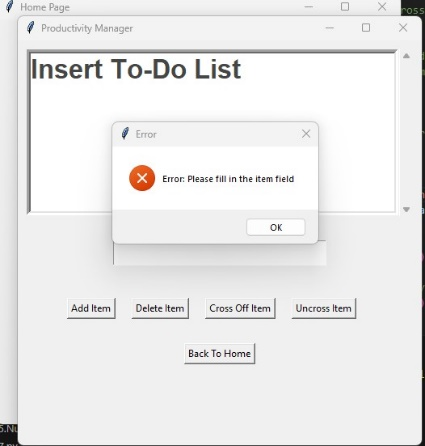 Home Page
Productivity Manager
Insert To-Do List
Error
Error: Please fill in the item field
OK
Add Item
Delete Item
Cross Off Item
Uncross Item
Back To Home